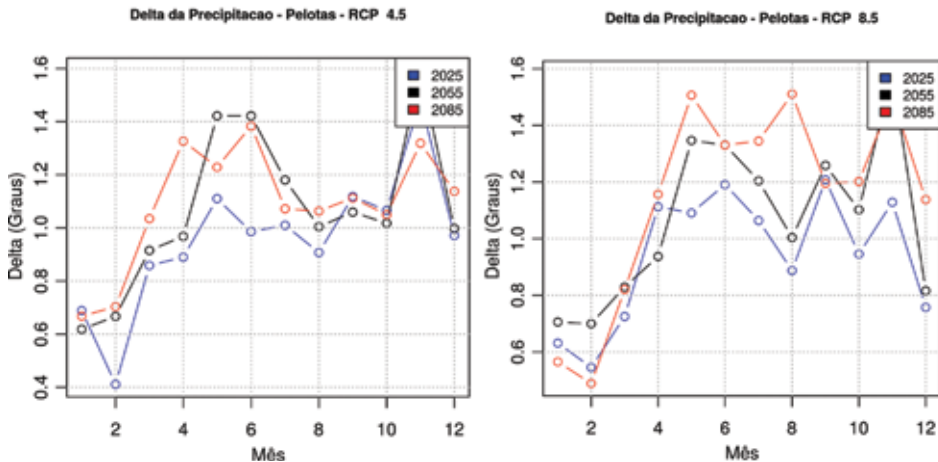 Delta da Precipitacao - Pelotas - RCP 4.5
1.6
1.4
1.2
1.0
0.8
0.6
0.4
Delta (Graus)
2025
2055
2085
2 4 6 8 10 12
Mês
Delta da Precipitacao - Pelotas - RCP 8.5
1.6
1.4
1.2
1.0
0.8
0.6
Delta (Graus)
2025
2055
2085
2 4 6 8 10 12
Mês